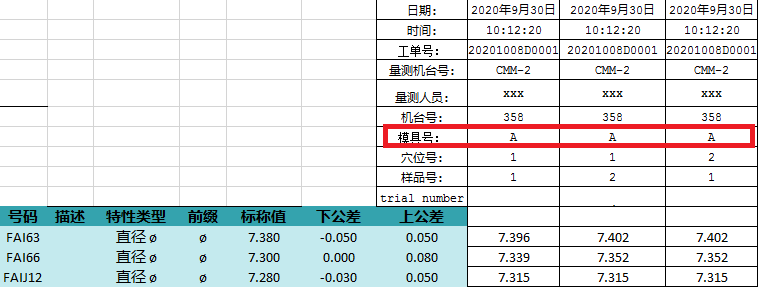 日期： 2020年9月30日 2020年9月30日 2020年9月30日
时间： 10:12:20 10:12:20 10:12:20
工单号： 20201008D0001 20201008D0001 20201008D0001
量测机台号： CMM-2 CMM-2 CMM-2
量测人员： xxx xxx xxx
机台号： 358 358 358
模具号： A A A
穴位号： 1 1 2
样品号： 1 2 1
trial number
号码 描述 特性类型 前缀 标称值 下公差 上公差
FAI63 直径 ø ø 7.380 -0.050 0.050 7.396 7.402 7.402
FAI66 直径 ø ø 7.300 0.000 0.080 7.339 7.352 7.352
FAIJ12 直径 ø ø 7.280 -0.030 0.050 7.315 7.315 7.315